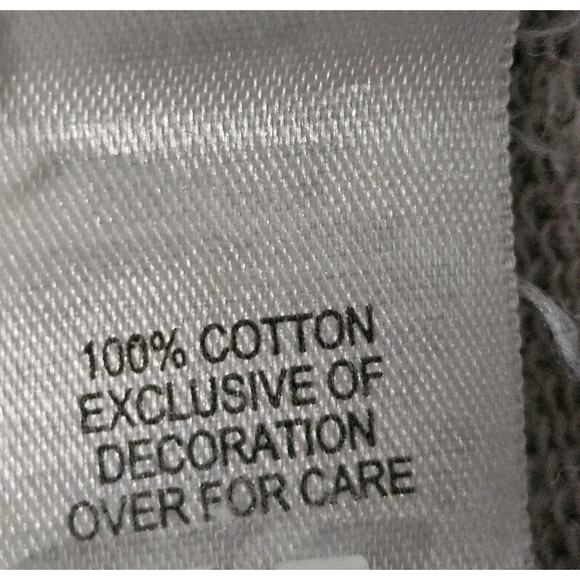 100% COTTON
EXCLUSIVE OF
DECORATION
OVER FOR CARE